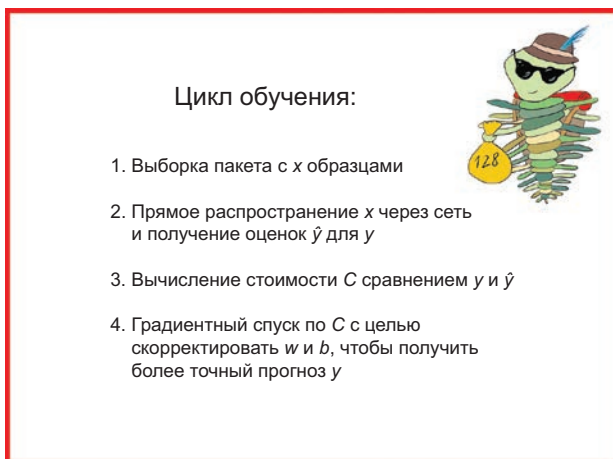 Цикл обучения:
128
1. Выборка пакета с x образцами
2. Прямое распространение x через сеть
и получение оценок ŷ для y
3. Вычисление стоимости C сравнением y и ŷ
4. Градиентный спуск по C с целью
скорректировать w и b, чтобы получить
более точный прогноз y